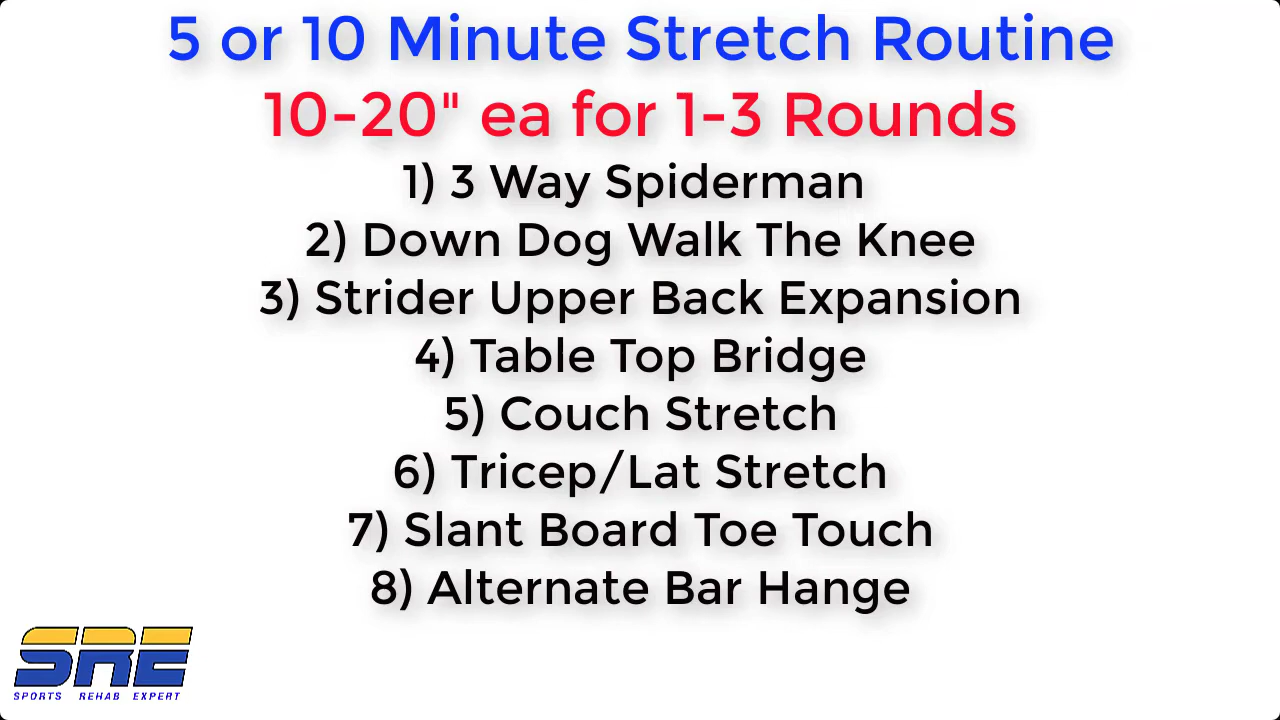 5 or 10 Minute Stretch Routine
10-20" ea for 1-3 Rounds
1) 3 Way Spiderman
2) Down Dog Walk The Knee
3) Strider Upper Back Expansion
4) Table Top Bridge
5) Couch Stretch
6) Tricep/Lat Stretch
7) Slant Board Toe Touch
8) Alternate Bar Hange
SRE
SPORTS REHAB EXPERT